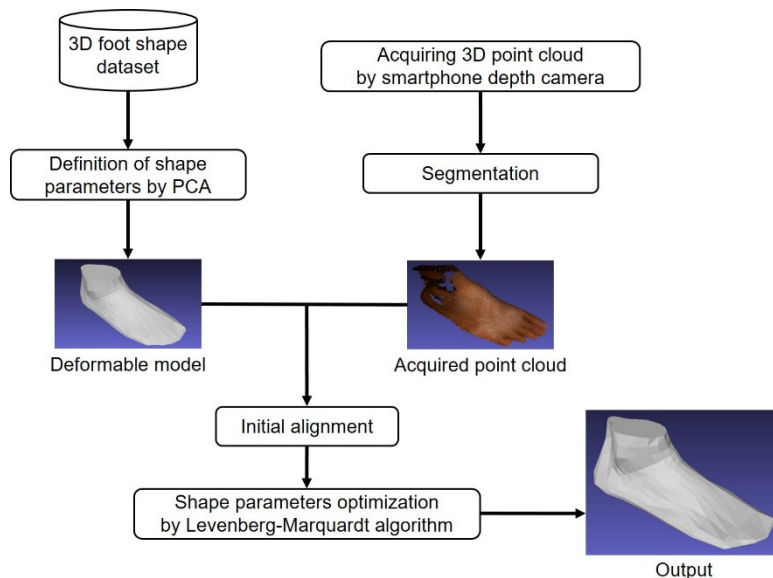 3D foot shape
dataset
Acquiring 3D point cloud
by smartphone depth camera
Definition of shape
parameters by PCA
Segmentation
Deformable model
Acquired point cloud
Initial alignment
Shape parameters optimization
by Levenberg-Marquardt algorithm
Output